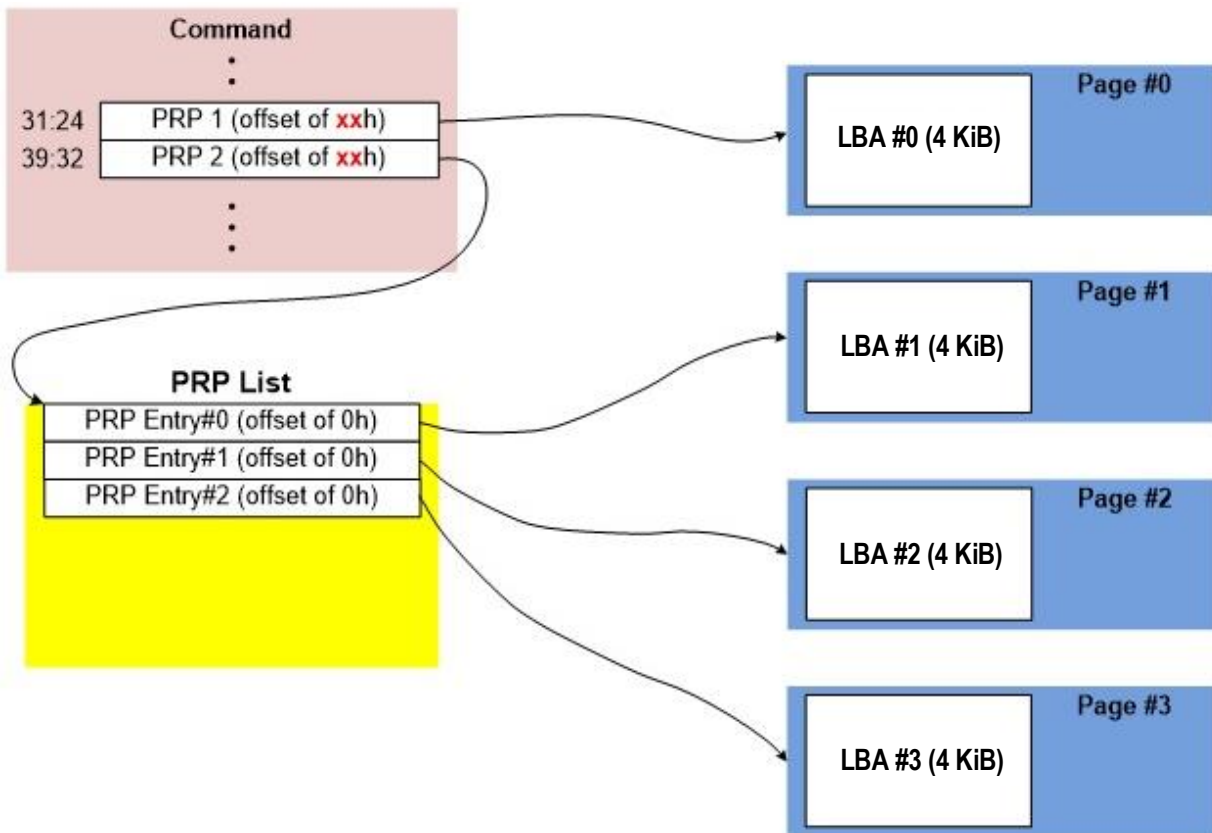 Command
31:24 PRP 1 (offset of xxh)
39:32 PRP 2 (offset of xxh)
PRP List
PRP Entry#0 (offset of 0h)
PRP Entry#1 (offset of 0h)
PRP Entry#2 (offset of 0h)
Page #0
LBA #0 (4 KiB)
Page #1
LBA #1 (4 KiB)
Page #2
LBA #2 (4 KiB)
Page #3
LBA #3 (4 KiB)